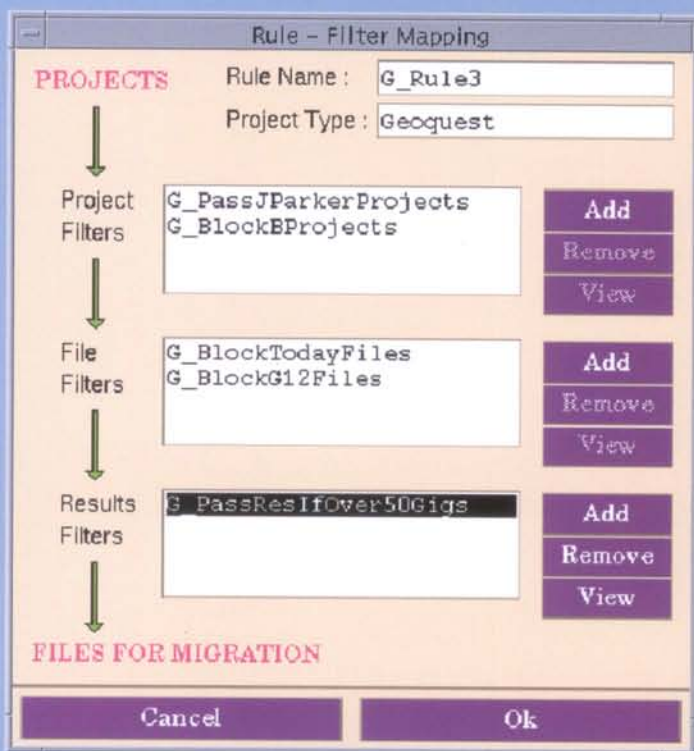 Rule - Filter Mapping
PROJECTS
Rule Name : G_Rule3
Project Type : Geoquest
Project Filters
G_PassJParkerProjects
G_BlockBProjects
Add
Remove
View
File Filters
G_BlockTodayFiles
G_BlockG12Files
Add
Remove
View
Results Filters
G_PassResIfOver50Gigs
Add
Remove
View
FILES FOR MIGRATION
Cancel
Ok